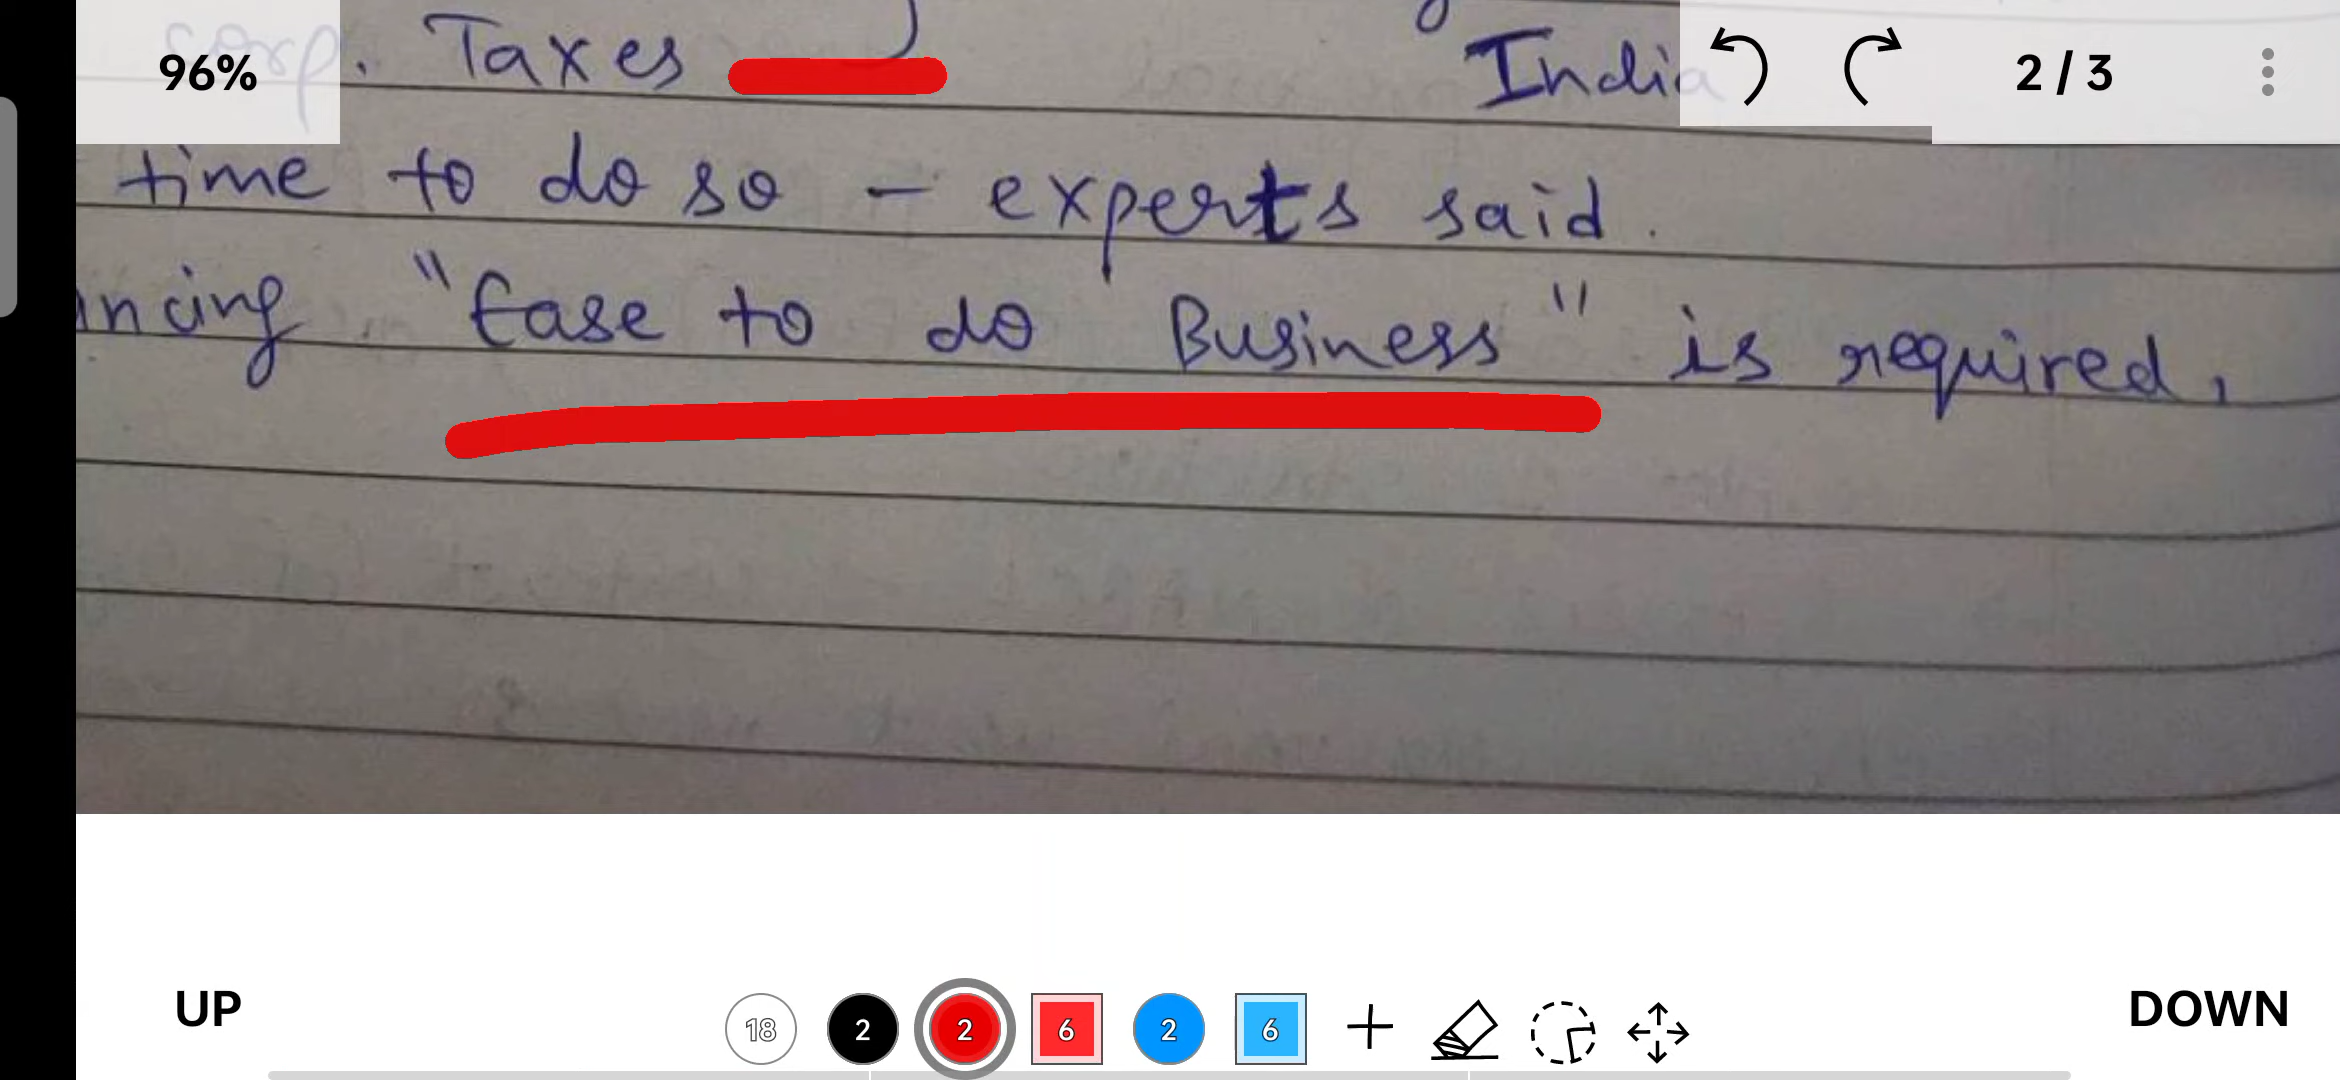 96% corp. Taxes India 2 / 3
time to do so - experts said.
ncing "Ease to do Business" is required,
UP 18 2 2 6 2 6 DOWN